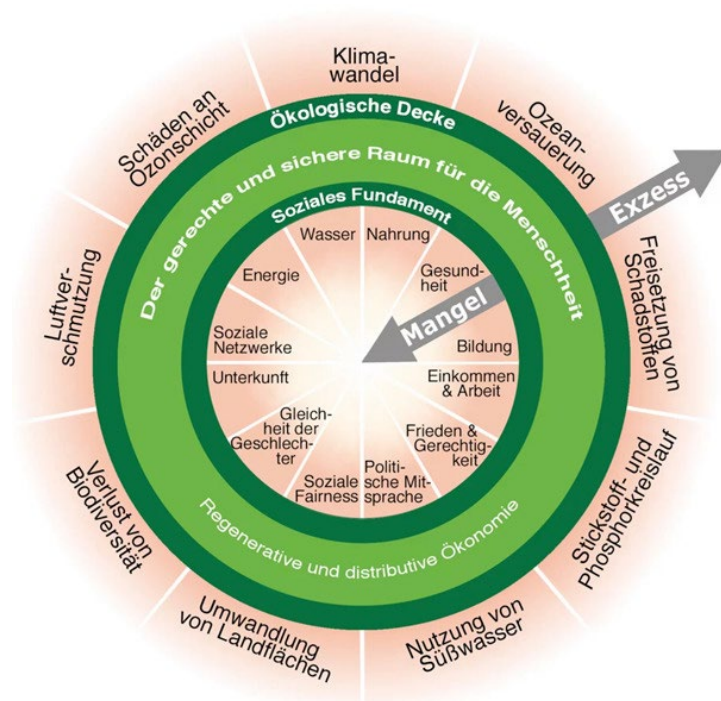 Klima-
wandel
Ozean-
versauerung
Exzess
Freisetzung von
Schadstoffen
Stickstoff- und
Phosphorkreislauf
Nutzung von
Süßwasser
Umwandlung
von Landflächen
Verlust von
Biodiversität
Luftver-
schmutzung
Schäden an
Ozonschicht
Ökologische Decke
Der gerechte und sichere Raum für die Menschheit
Soziales Fundament
Wasser
Nahrung
Gesund-
heit
Mangel
Bildung
Einkommen
& Arbeit
Frieden &
Gerechtig-
keit
Politi-
sche Mit-
sprache
Soziale
Fairness
Gleich-
heit der
Geschlech-
ter
Unterkunft
Soziale
Netzwerke
Energie
Regenerative und distributive Ökonomie